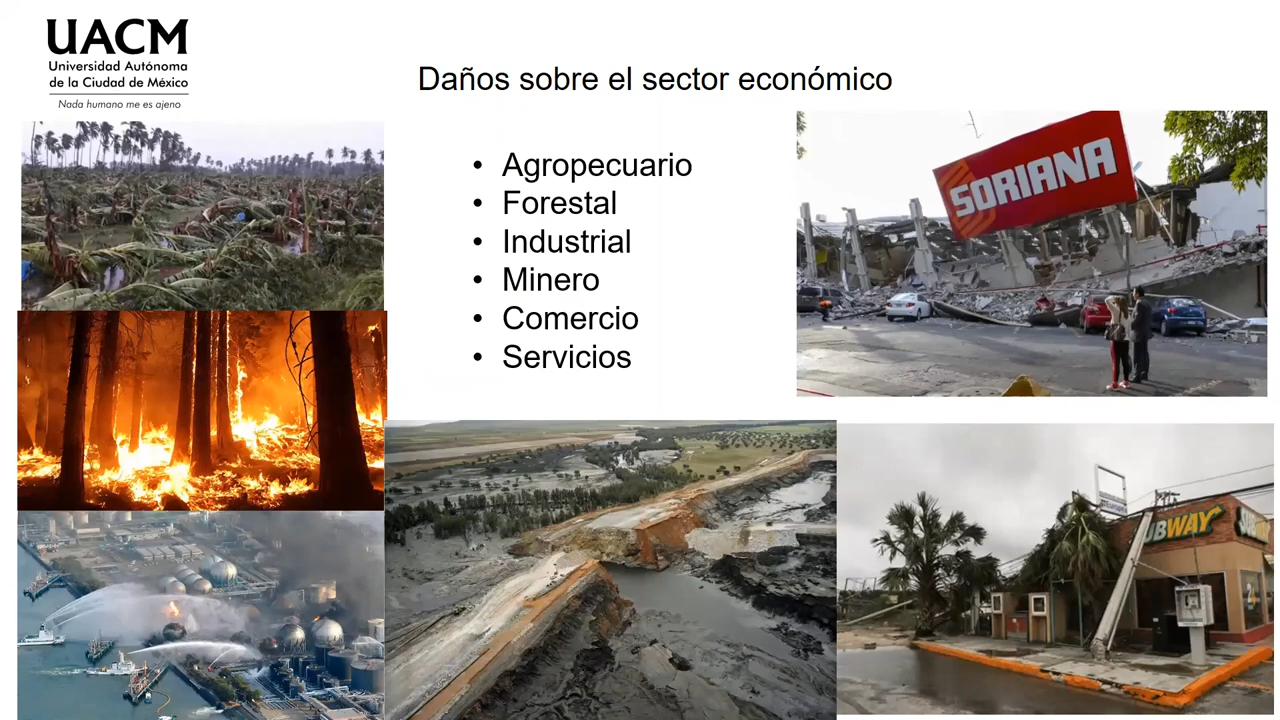 UACM
Universidad Autónoma
de la Ciudad de México
Nada humano me es ajeno
Daños sobre el sector económico
• Agropecuario
• Forestal
• Industrial
• Minero
• Comercio
• Servicios
SORIANA
SUBWAY